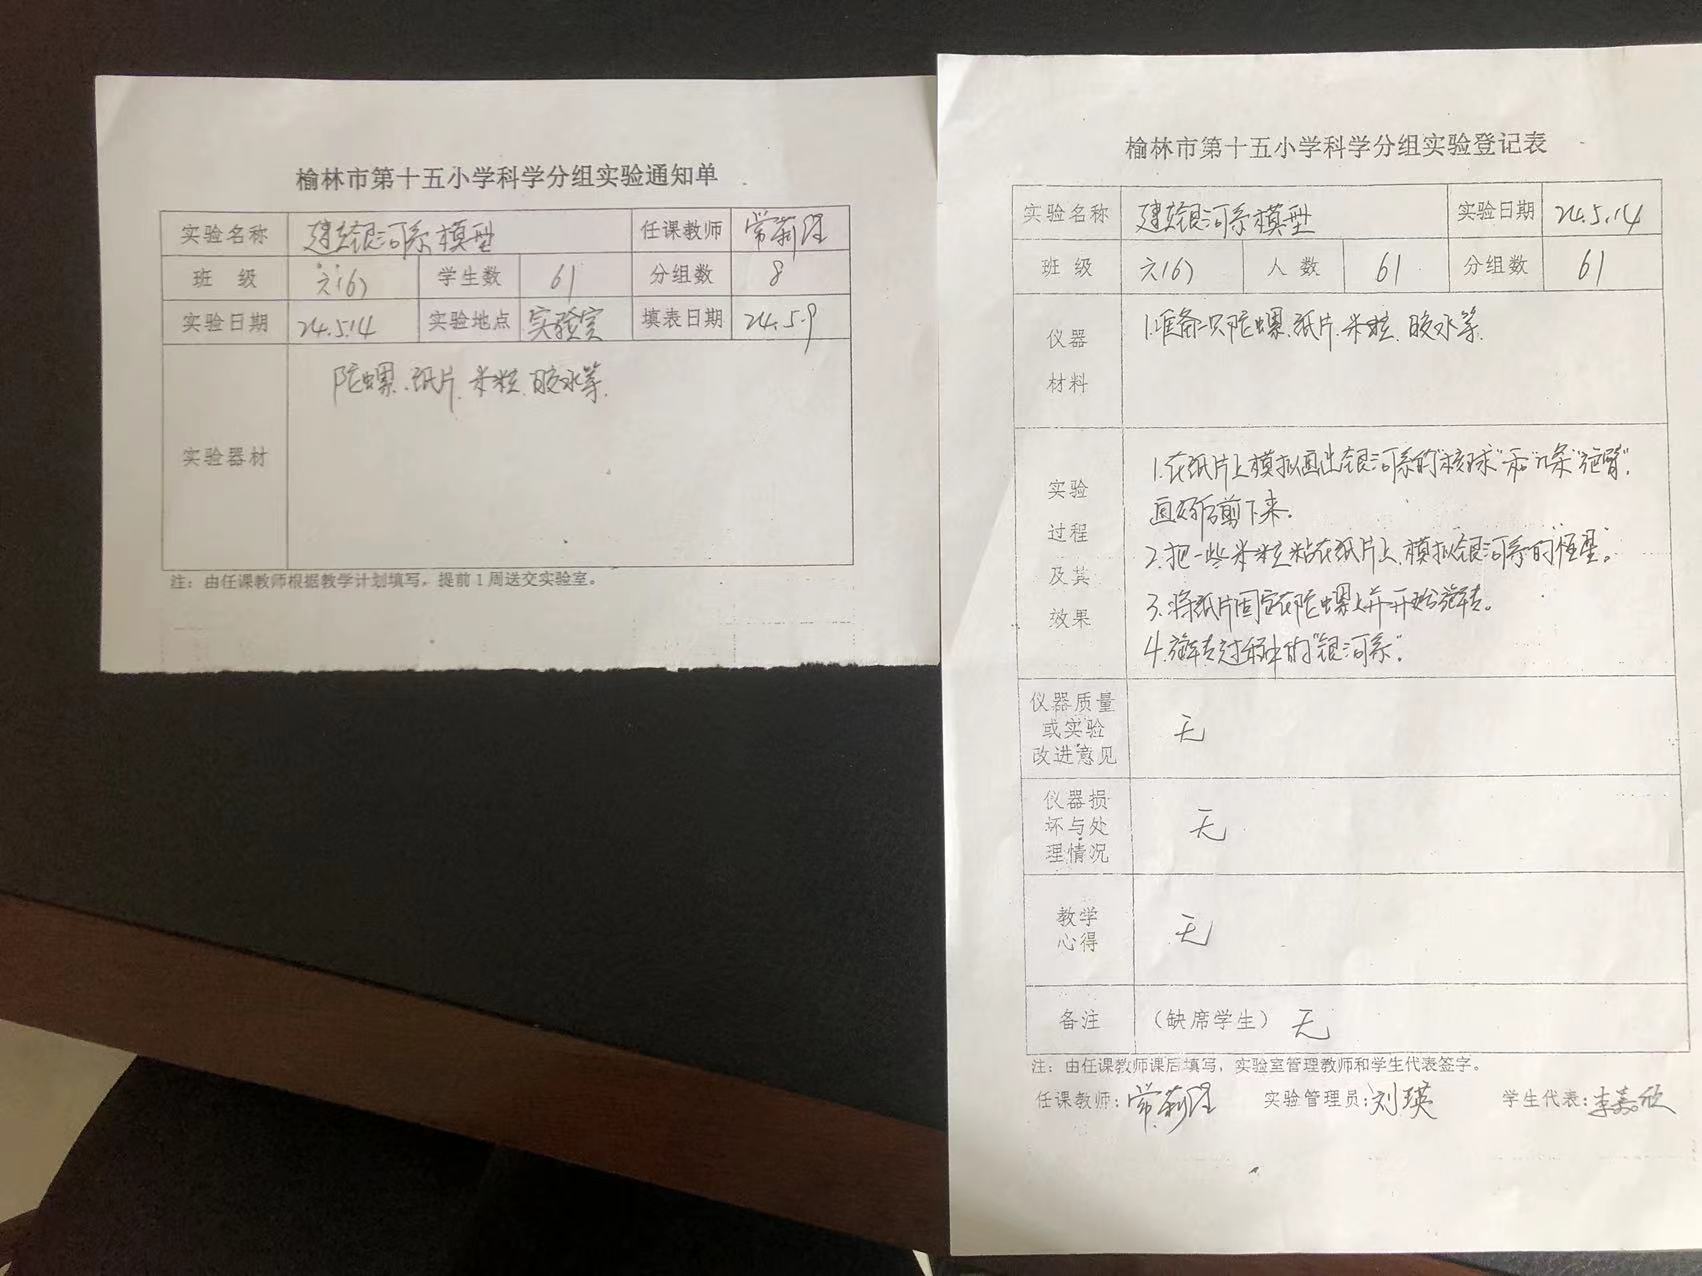 榆林市第十五小学科学分组实验通知单
实验名称 建立银河系模型 任课教师 常莉
班 级 六(6) 学生数 61 分组数 8
实验日期 24.5.14 实验地点 实验室 填表日期 24.5.9
实验器材 陀螺、纸片、米粒、胶水等.
注：由任课教师根据教学计划填写，提前1周送交实验室。
榆林市第十五小学科学分组实验登记表
实验名称 建立银河系模型 实验日期 24.5.14
班 级 六(6) 人 数 61 分组数 61
仪器
材料
1.准备一只陀螺、纸片、米粒、胶水等.
实验
过程
及其
效果
1.在纸片上模拟画出银河系的"核球"和"几条"旋臂",
画好后剪下来.
2.把一些米粒粘在纸片上,模拟银河系的"恒星"。
3.将纸片固定在陀螺上并开始旋转。
4.旋转过程中的"银河系".
仪器质量
或实验
改进意见
无
仪器损
坏与处
理情况
无
教学
心得
无
备注 （缺席学生） 无
注：由任课教师课后填写，实验室管理教师和学生代表签字。
任课教师：常莉 实验管理员：刘瑛 学生代表：李嘉欣